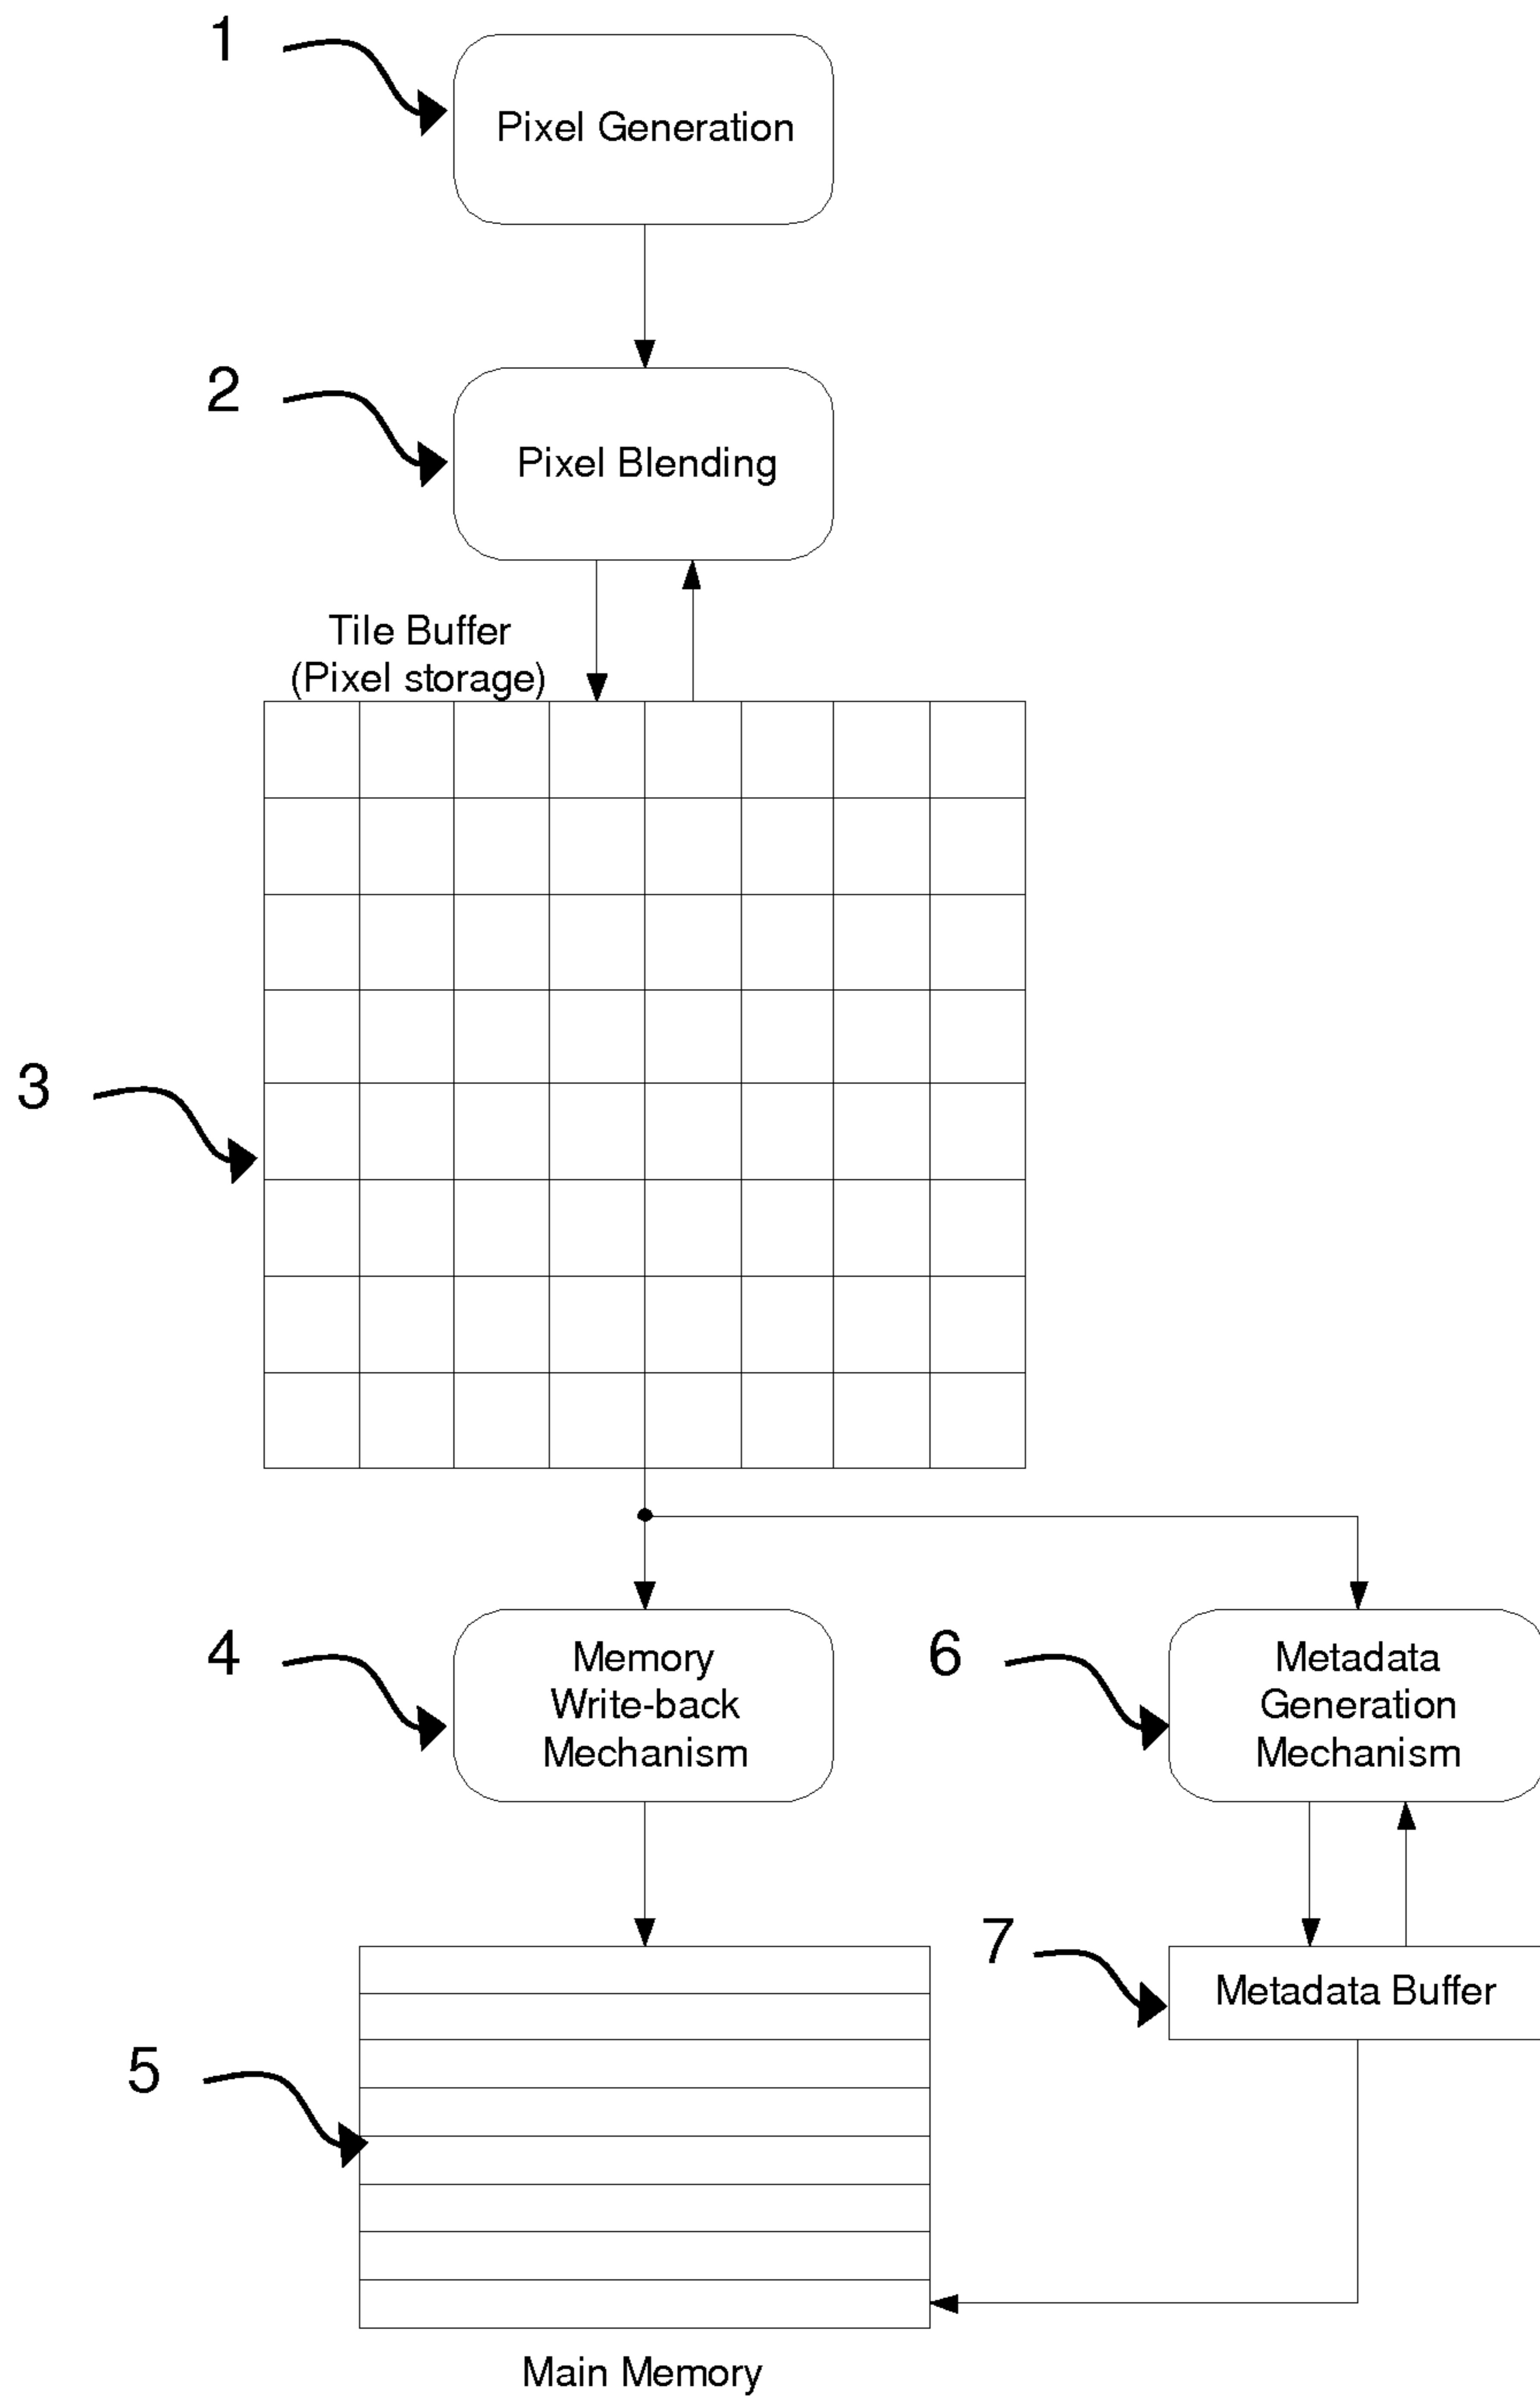 1
Pixel Generation
2
Pixel Blending
Tile Buffer
(Pixel storage)
3
4
Memory
Write-back
Mechanism
6
Metadata
Generation
Mechanism
7
Metadata Buffer
5
Main Memory